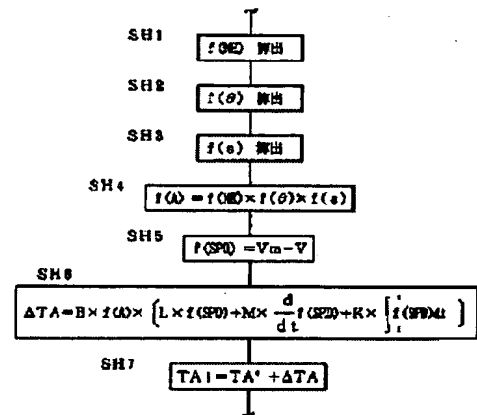 SH1
f(NE) 算出
SH2
f(θ) 算出
SH3
f(s) 算出
SH4
f(A) = f(NE)×f(θ)×f(s)
SH5
f(SPD) = Vm−V
SH6
ΔTA = B × f(A) × [L × f(SPD) + M × d/dt f(SPD) + K × ∫ f(SPD)dt ]
SH7
TAi = TA' + ΔTA